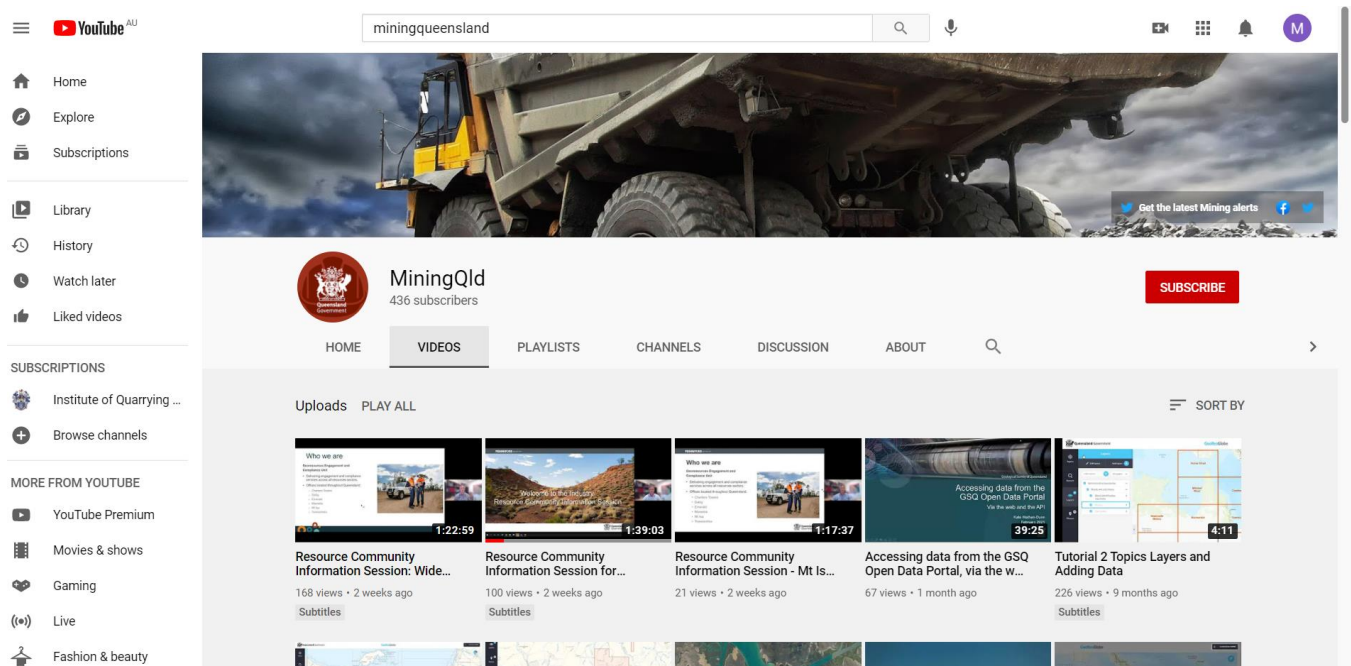 YouTube AU
miningqueensland
M
Home
Explore
Subscriptions
Library
History
Watch later
Liked videos
SUBSCRIPTIONS
Institute of Quarrying ...
Browse channels
MORE FROM YOUTUBE
YouTube Premium
Movies & shows
Gaming
Live
Fashion & beauty
Get the latest Mining alerts
Queensland
Government
MiningQld
436 subscribers
SUBSCRIBE
HOME
VIDEOS
PLAYLISTS
CHANNELS
DISCUSSION
ABOUT
Uploads PLAY ALL
SORT BY
Who we are
1:22:59
Resource Community
Information Session: Wide...
168 views • 2 weeks ago
Subtitles
Welcome to the Industry
Resource Community Information Session
1:39:03
Resource Community
Information Session for...
100 views • 2 weeks ago
Subtitles
Who we are
1:17:37
Resource Community
Information Session - Mt Is...
21 views • 2 weeks ago
Accessing data from the
GSQ Open Data Portal
Via the web and the API
39:25
Accessing data from the GSQ
Open Data Portal, via the w...
67 views • 1 month ago
4:11
Tutorial 2 Topics Layers and
Adding Data
226 views • 9 months ago
Subtitles